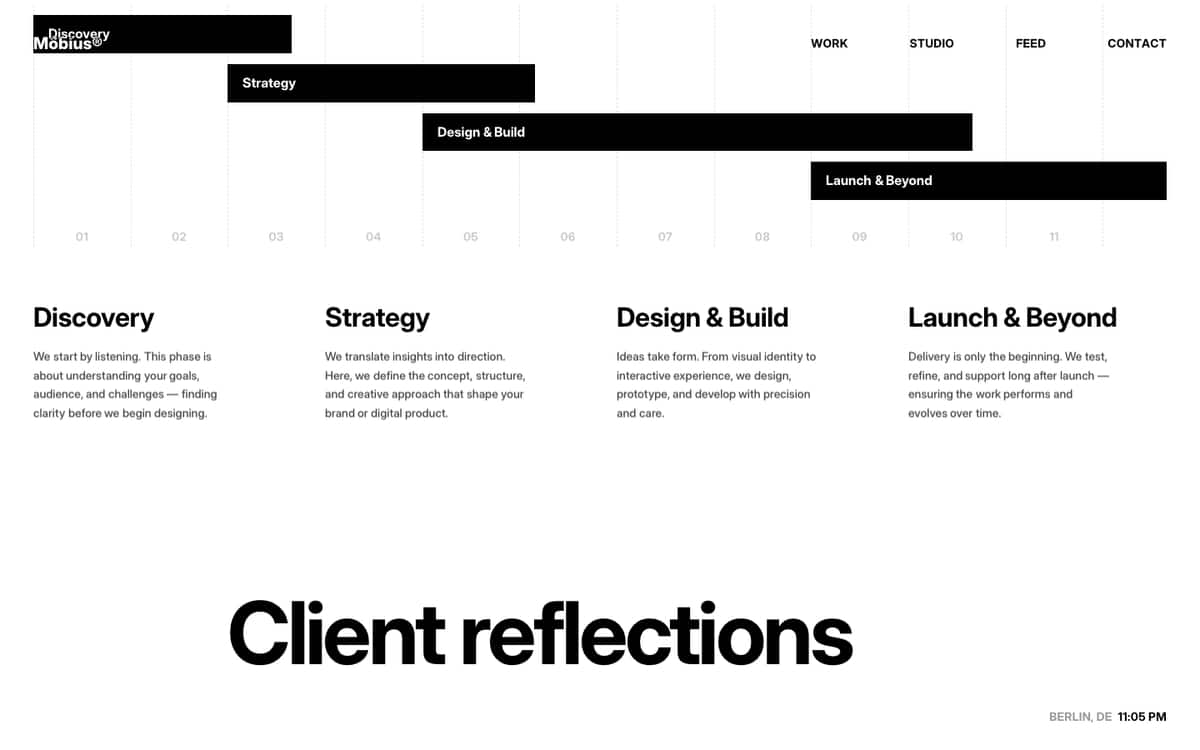 Discovery
Möbius®
WORK STUDIO FEED CONTACT
Strategy
Design & Build
Launch & Beyond
01 02 03 04 05 06 07 08 09 10 11
Discovery
We start by listening. This phase is
about understanding your goals,
audience, and challenges — finding
clarity before we begin designing.
Strategy
We translate insights into direction.
Here, we define the concept, structure,
and creative approach that shape your
brand or digital product.
Design & Build
Ideas take form. From visual identity to
interactive experience, we design,
prototype, and develop with precision
and care.
Launch & Beyond
Delivery is only the beginning. We test,
refine, and support long after launch —
ensuring the work performs and
evolves over time.
Client reflections
BERLIN, DE 11:05 PM